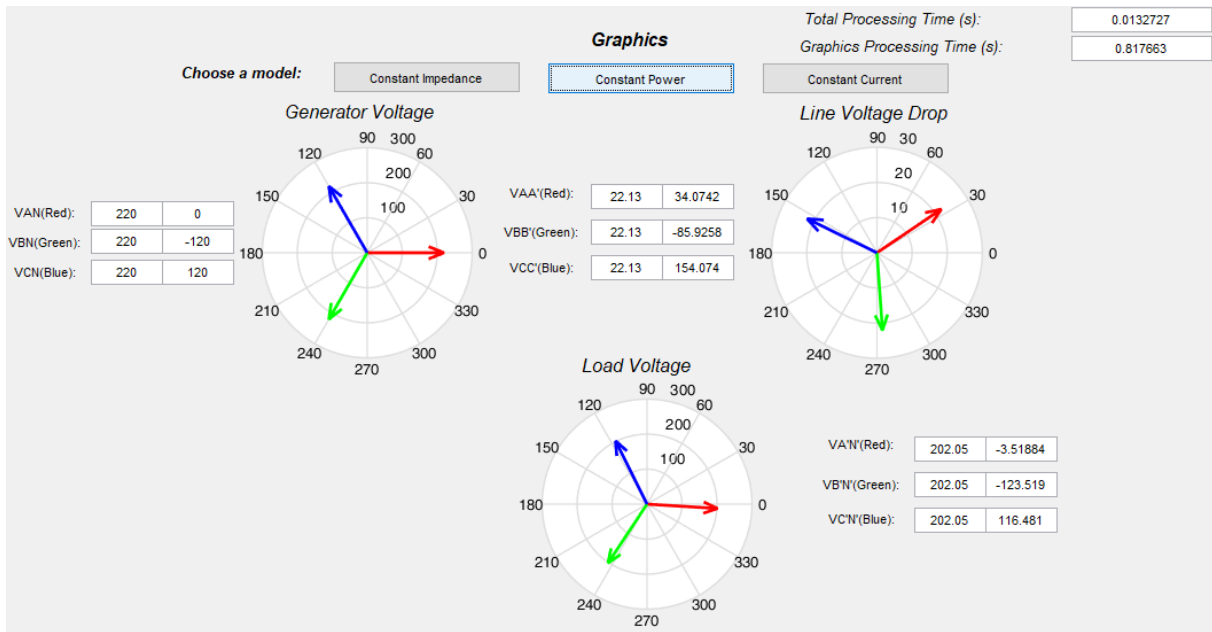 Total Processing Time (s): 0.0132727
Graphics
Graphics Processing Time (s): 0.817663
Choose a model: Constant Impedance Constant Power Constant Current
Generator Voltage
90 300
120 60
200
150 30
100
180 0
210 330
240 300
270
VAN(Red): 220 0
VBN(Green): 220 -120
VCN(Blue): 220 120
Line Voltage Drop
90 30
120 60
20
150 30
10
180 0
210 330
240 300
270
VAA'(Red): 22.13 34.0742
VBB'(Green): 22.13 -85.9258
VCC'(Blue): 22.13 154.074
Load Voltage
90 300
120 60
200
150 30
100
180 0
210 330
240 300
270
VA'N'(Red): 202.05 -3.51884
VB'N'(Green): 202.05 -123.519
VC'N'(Blue): 202.05 116.481